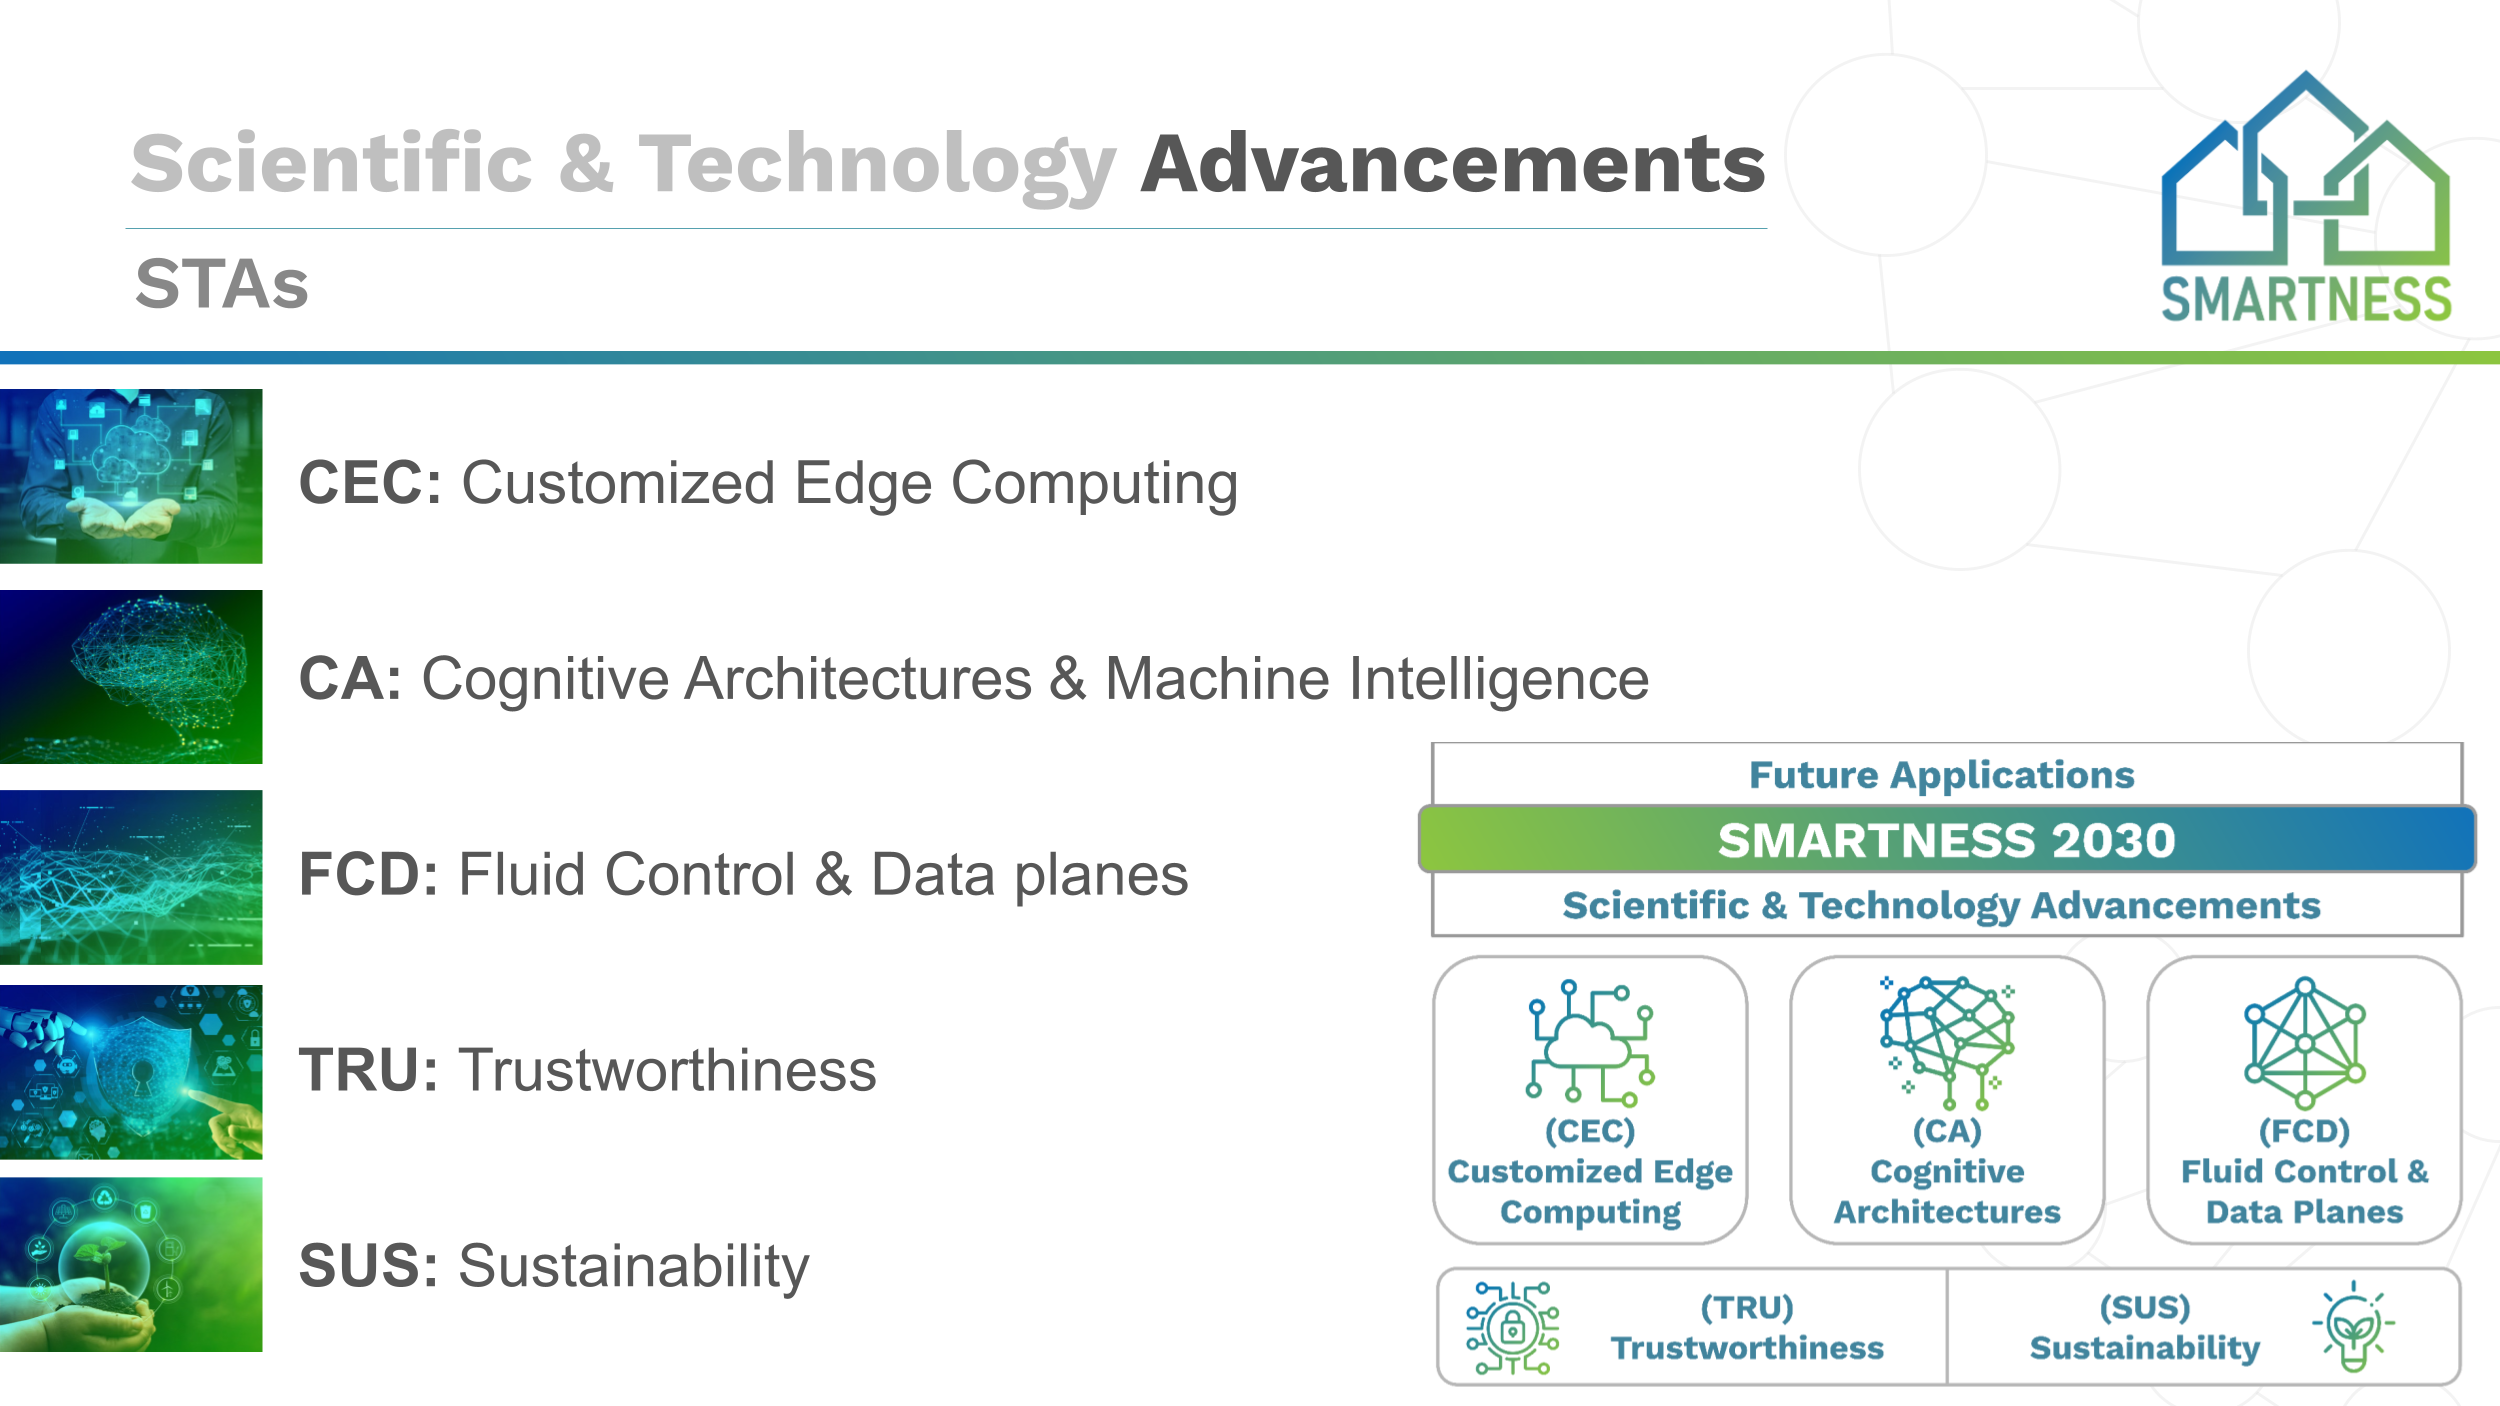 Scientific & Technology Advancements
STAs
SMARTNESS
CEC: Customized Edge Computing
CA: Cognitive Architectures & Machine Intelligence
FCD: Fluid Control & Data planes
TRU: Trustworthiness
SUS: Sustainability
Future Applications
SMARTNESS 2030
Scientific & Technology Advancements
(CEC)
Customized Edge
Computing
(CA)
Cognitive
Architectures
(FCD)
Fluid Control &
Data Planes
(TRU)
Trustworthiness
(SUS)
Sustainability